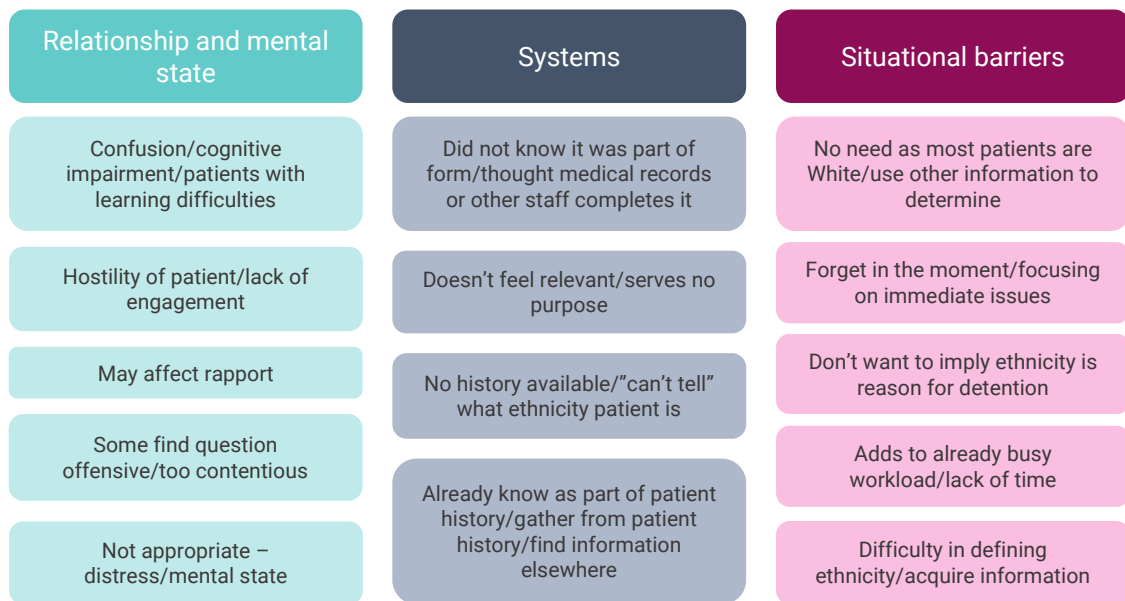 Relationship and mental
state
Confusion/cognitive
impairment/patients with
learning difficulties
Hostility of patient/lack of
engagement
May affect rapport
Some find question
offensive/too contentious
Not appropriate –
distress/mental state
Systems
Did not know it was part of
form/thought medical records
or other staff completes it
Doesn’t feel relevant/serves no
purpose
No history available/”can’t tell”
what ethnicity patient is
Already know as part of patient
history/gather from patient
history/find information
elsewhere
Situational barriers
No need as most patients are
White/use other information to
determine
Forget in the moment/focusing
on immediate issues
Don’t want to imply ethnicity is
reason for detention
Adds to already busy
workload/lack of time
Difficulty in defining
ethnicity/acquire information